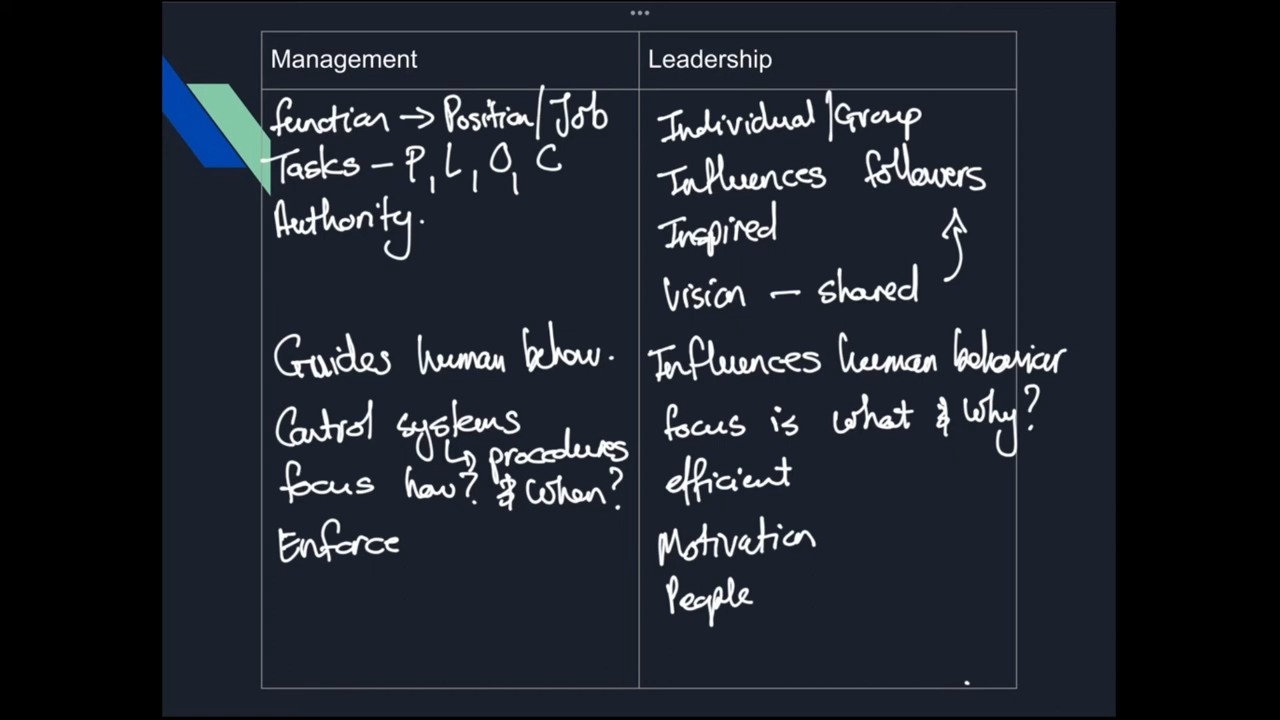 Management
function → Position/Job
Tasks – P, L, O, C
Authority.
Guides human behav.
Control systems
↳ procedures
focus how? & when?
Enforce
Leadership
Individual/Group
Influences followers
Inspired
Vision – shared
Influences human behavior
focus is what & why?
efficient
Motivation
People